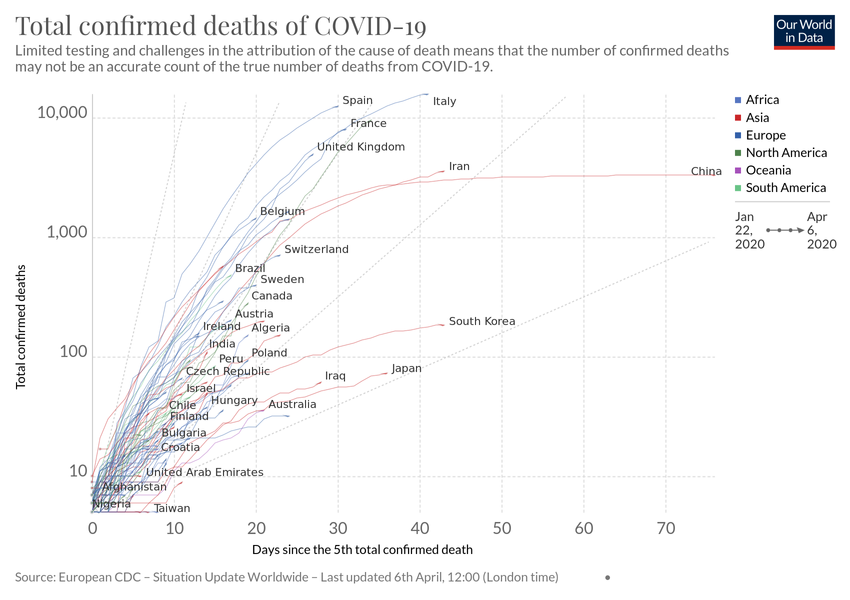 Total confirmed deaths of COVID-19
Our World
in Data
Limited testing and challenges in the attribution of the cause of death means that the number of confirmed deaths
may not be an accurate count of the true number of deaths from COVID-19.
10,000
1,000
100
10
Total confirmed deaths
Spain
Italy
France
United Kingdom
Iran
China
Belgium
Switzerland
Brazil
Sweden
Canada
Austria
South Korea
Ireland
Algeria
India
Poland
Peru
Czech Republic
Japan
Iraq
Israel
Hungary
Australia
Chile
Finland
Bulgaria
Croatia
United Arab Emirates
Afghanistan
Nigeria
Taiwan
0
10
20
30
40
50
60
70
Days since the 5th total confirmed death
Africa
Asia
Europe
North America
Oceania
South America
Jan
22,
2020
Apr
6,
2020
Source: European CDC – Situation Update Worldwide – Last updated 6th April, 12:00 (London time)